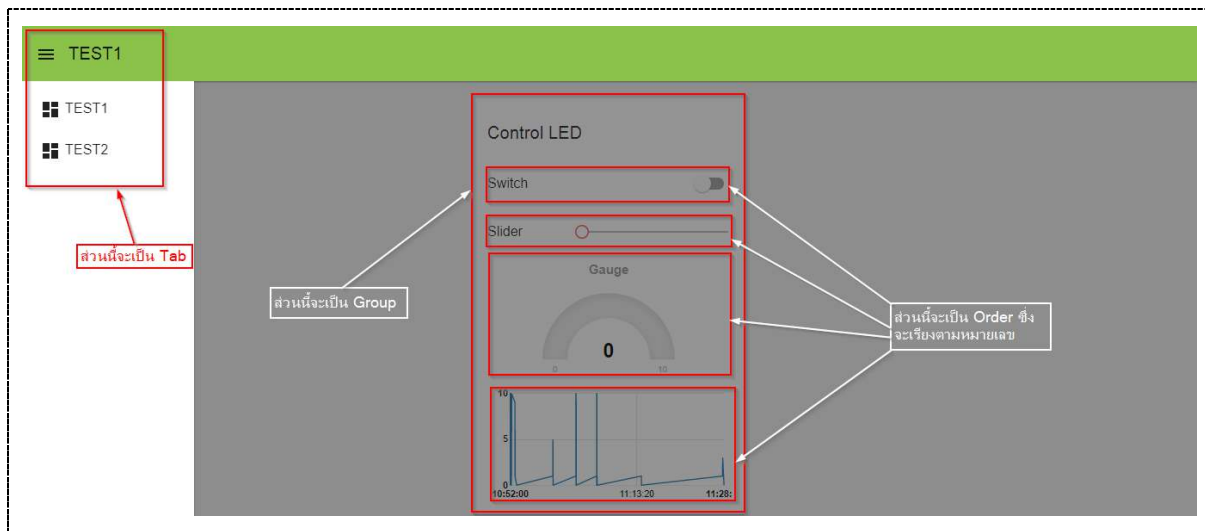 TEST1
TEST1
TEST2
ส่วนนี้จะเป็น Tab
Control LED
Switch
Slider
Gauge
0
0
10
ส่วนนี้จะเป็น Group
ส่วนนี้จะเป็น Order ซึ่ง
จะเรียงตามหมายเลข
10
5
0
10:52:00
11:13:20
11:28: